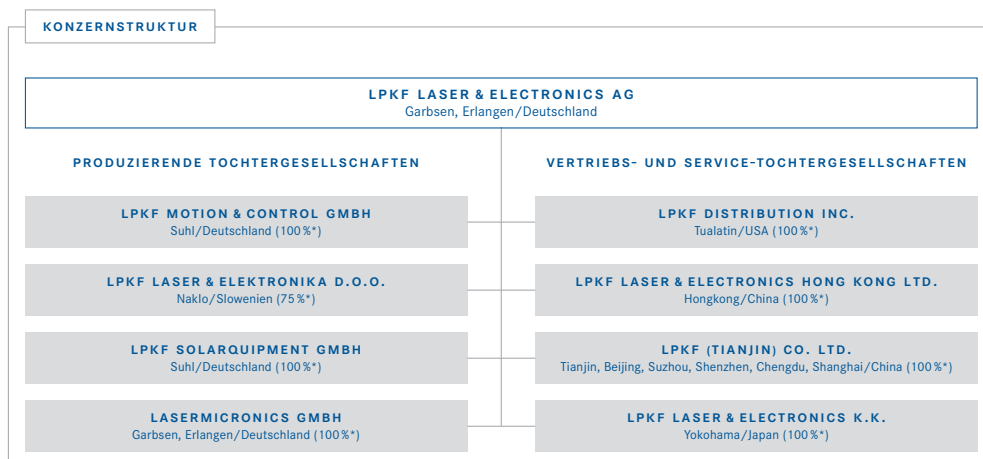 KONZERNSTRUKTUR
LPKF LASER & ELECTRONICS AG
Garbsen, Erlangen/Deutschland
PRODUZIERENDE TOCHTERGESELLSCHAFTEN
LPKF MOTION & CONTROL GMBH
Suhl/Deutschland (100 %*)
LPKF LASER & ELEKTRONIKA D.O.O.
Naklo/Slowenien (75 %*)
LPKF SOLARQUIPMENT GMBH
Suhl/Deutschland (100 %*)
LASERMICRONICS GMBH
Garbsen, Erlangen/Deutschland (100 %*)
VERTRIEBS- UND SERVICE-TOCHTERGESELLSCHAFTEN
LPKF DISTRIBUTION INC.
Tualatin/USA (100 %*)
LPKF LASER & ELECTRONICS HONG KONG LTD.
Hongkong/China (100 %*)
LPKF (TIANJIN) CO. LTD.
Tianjin, Beijing, Suzhou, Shenzhen, Chengdu, Shanghai/China (100 %*)
LPKF LASER & ELECTRONICS K.K.
Yokohama/Japan (100 %*)